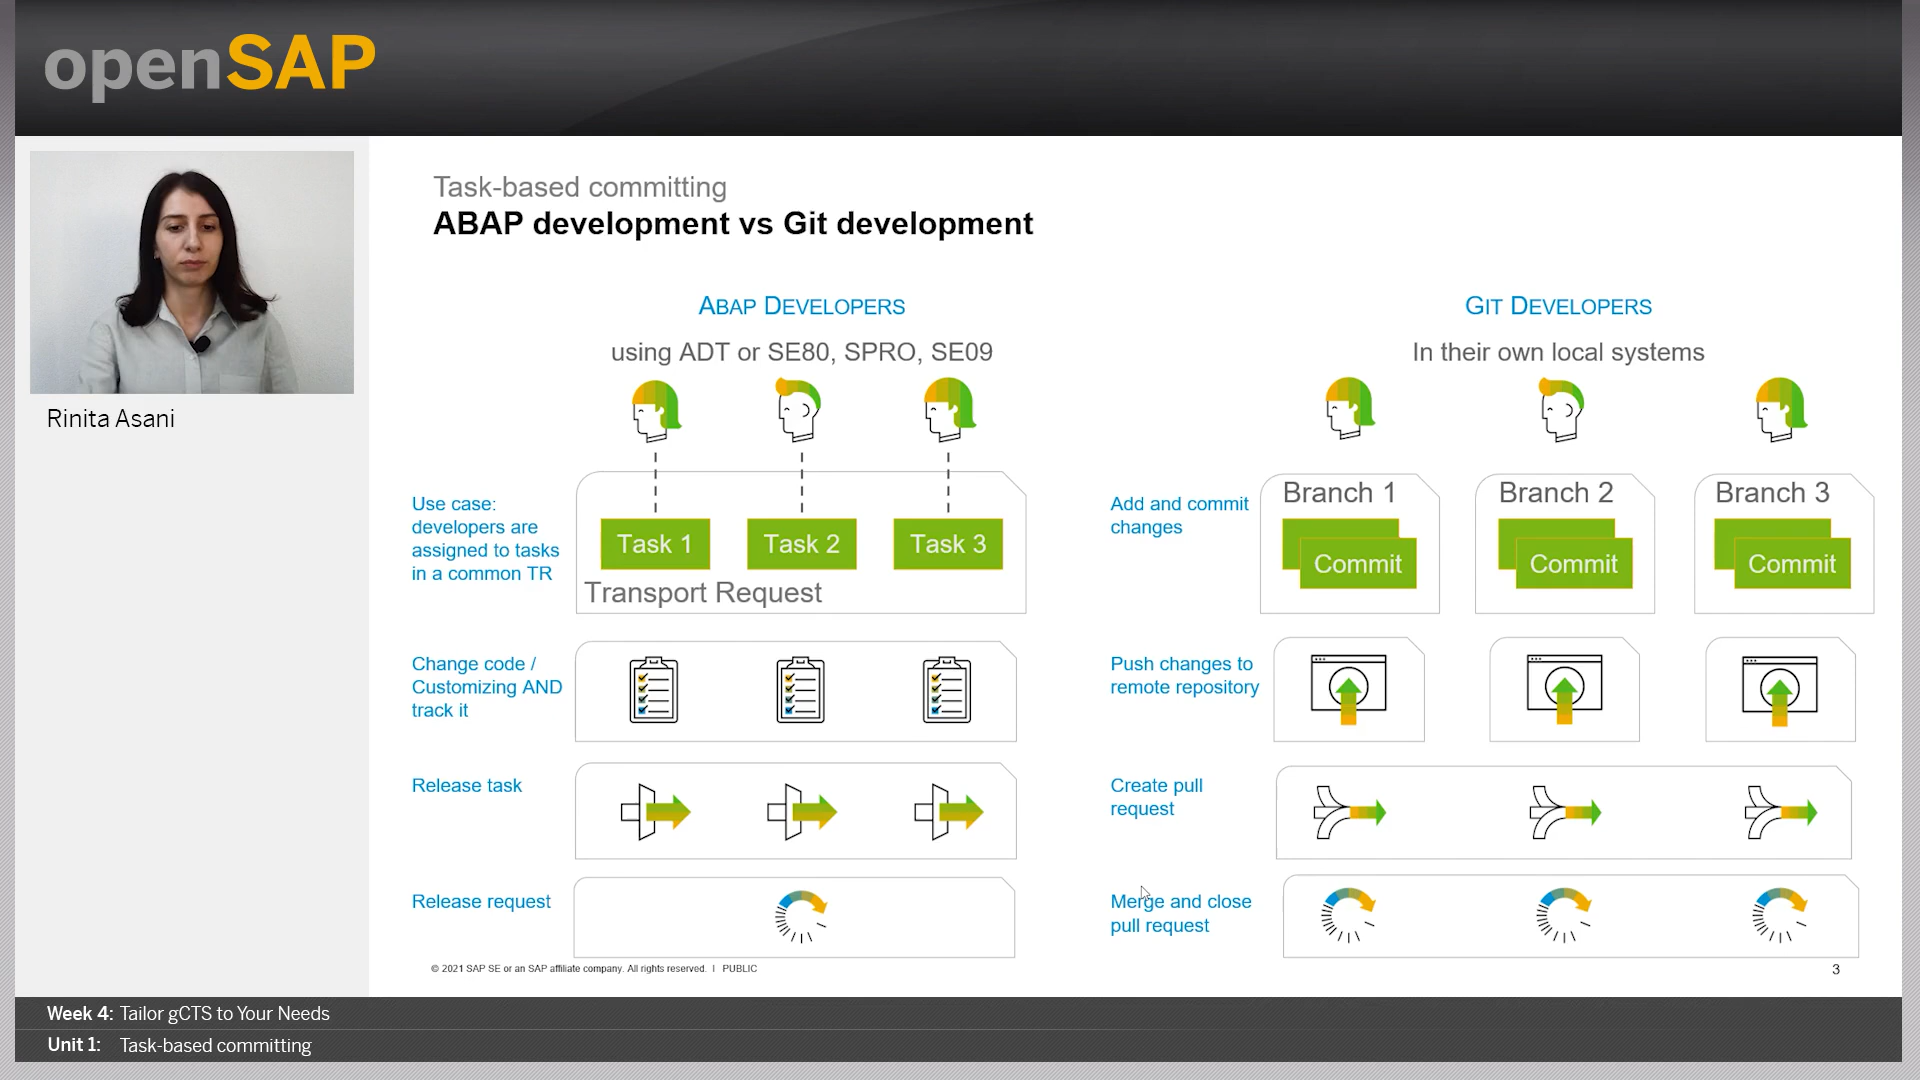 openSAP
Rinita Asani
Task-based committing
ABAP development vs Git development
ABAP DEVELOPERS
using ADT or SE80, SPRO, SE09
Use case:
developers are
assigned to tasks
in a common TR
Task 1
Task 2
Task 3
Transport Request
Change code /
Customizing AND
track it
Release task
Release request
GIT DEVELOPERS
In their own local systems
Add and commit
changes
Branch 1
Branch 2
Branch 3
Commit
Commit
Commit
Push changes to
remote repository
Create pull
request
Merge and close
pull request
© 2021 SAP SE or an SAP affiliate company. All rights reserved. I PUBLIC
3
Week 4: Tailor gCTS to Your Needs
Unit 1: Task-based committing